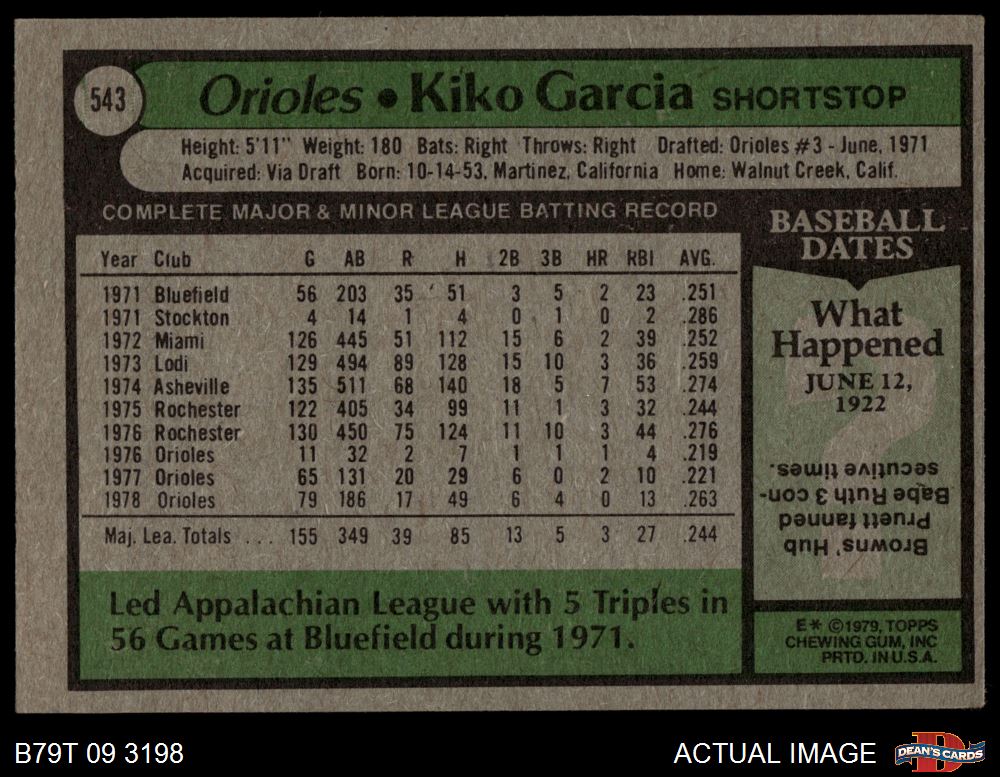 543
Orioles • Kiko Garcia SHORTSTOP
Height: 5'11" Weight: 180 Bats: Right Throws: Right Drafted: Orioles #3 - June, 1971
Acquired: Via Draft Born: 10-14-53, Martinez, California Home: Walnut Creek, Calif.
COMPLETE MAJOR & MINOR LEAGUE BATTING RECORD
Year Club G AB R H 2B 3B HR RBI AVG.
1971 Bluefield 56 203 35 51 3 5 2 23 .251
1971 Stockton 4 14 1 4 0 1 0 2 .286
1972 Miami 126 445 51 112 15 6 2 39 .252
1973 Lodi 129 494 89 128 15 10 3 36 .259
1974 Asheville 135 511 68 140 18 5 7 53 .274
1975 Rochester 122 405 34 99 11 1 3 32 .244
1976 Rochester 130 450 75 124 11 10 3 44 .276
1976 Orioles 11 32 2 7 1 1 1 4 .219
1977 Orioles 65 131 20 29 6 0 2 10 .221
1978 Orioles 79 186 17 49 6 4 0 13 .263
Maj. Lea. Totals ... 155 349 39 85 13 5 3 27 .244
Led Appalachian League with 5 Triples in
56 Games at Bluefield during 1971.
BASEBALL
DATES
What
Happened
JUNE 12,
1922
?
Browns' Hub
Pruett fanned
Babe Ruth 3 con-
secutive times.
E* ©1979, TOPPS
CHEWING GUM, INC
PRTD. IN U.S.A.
B79T 09 3198
ACTUAL IMAGE
D
DEAN'S CARDS